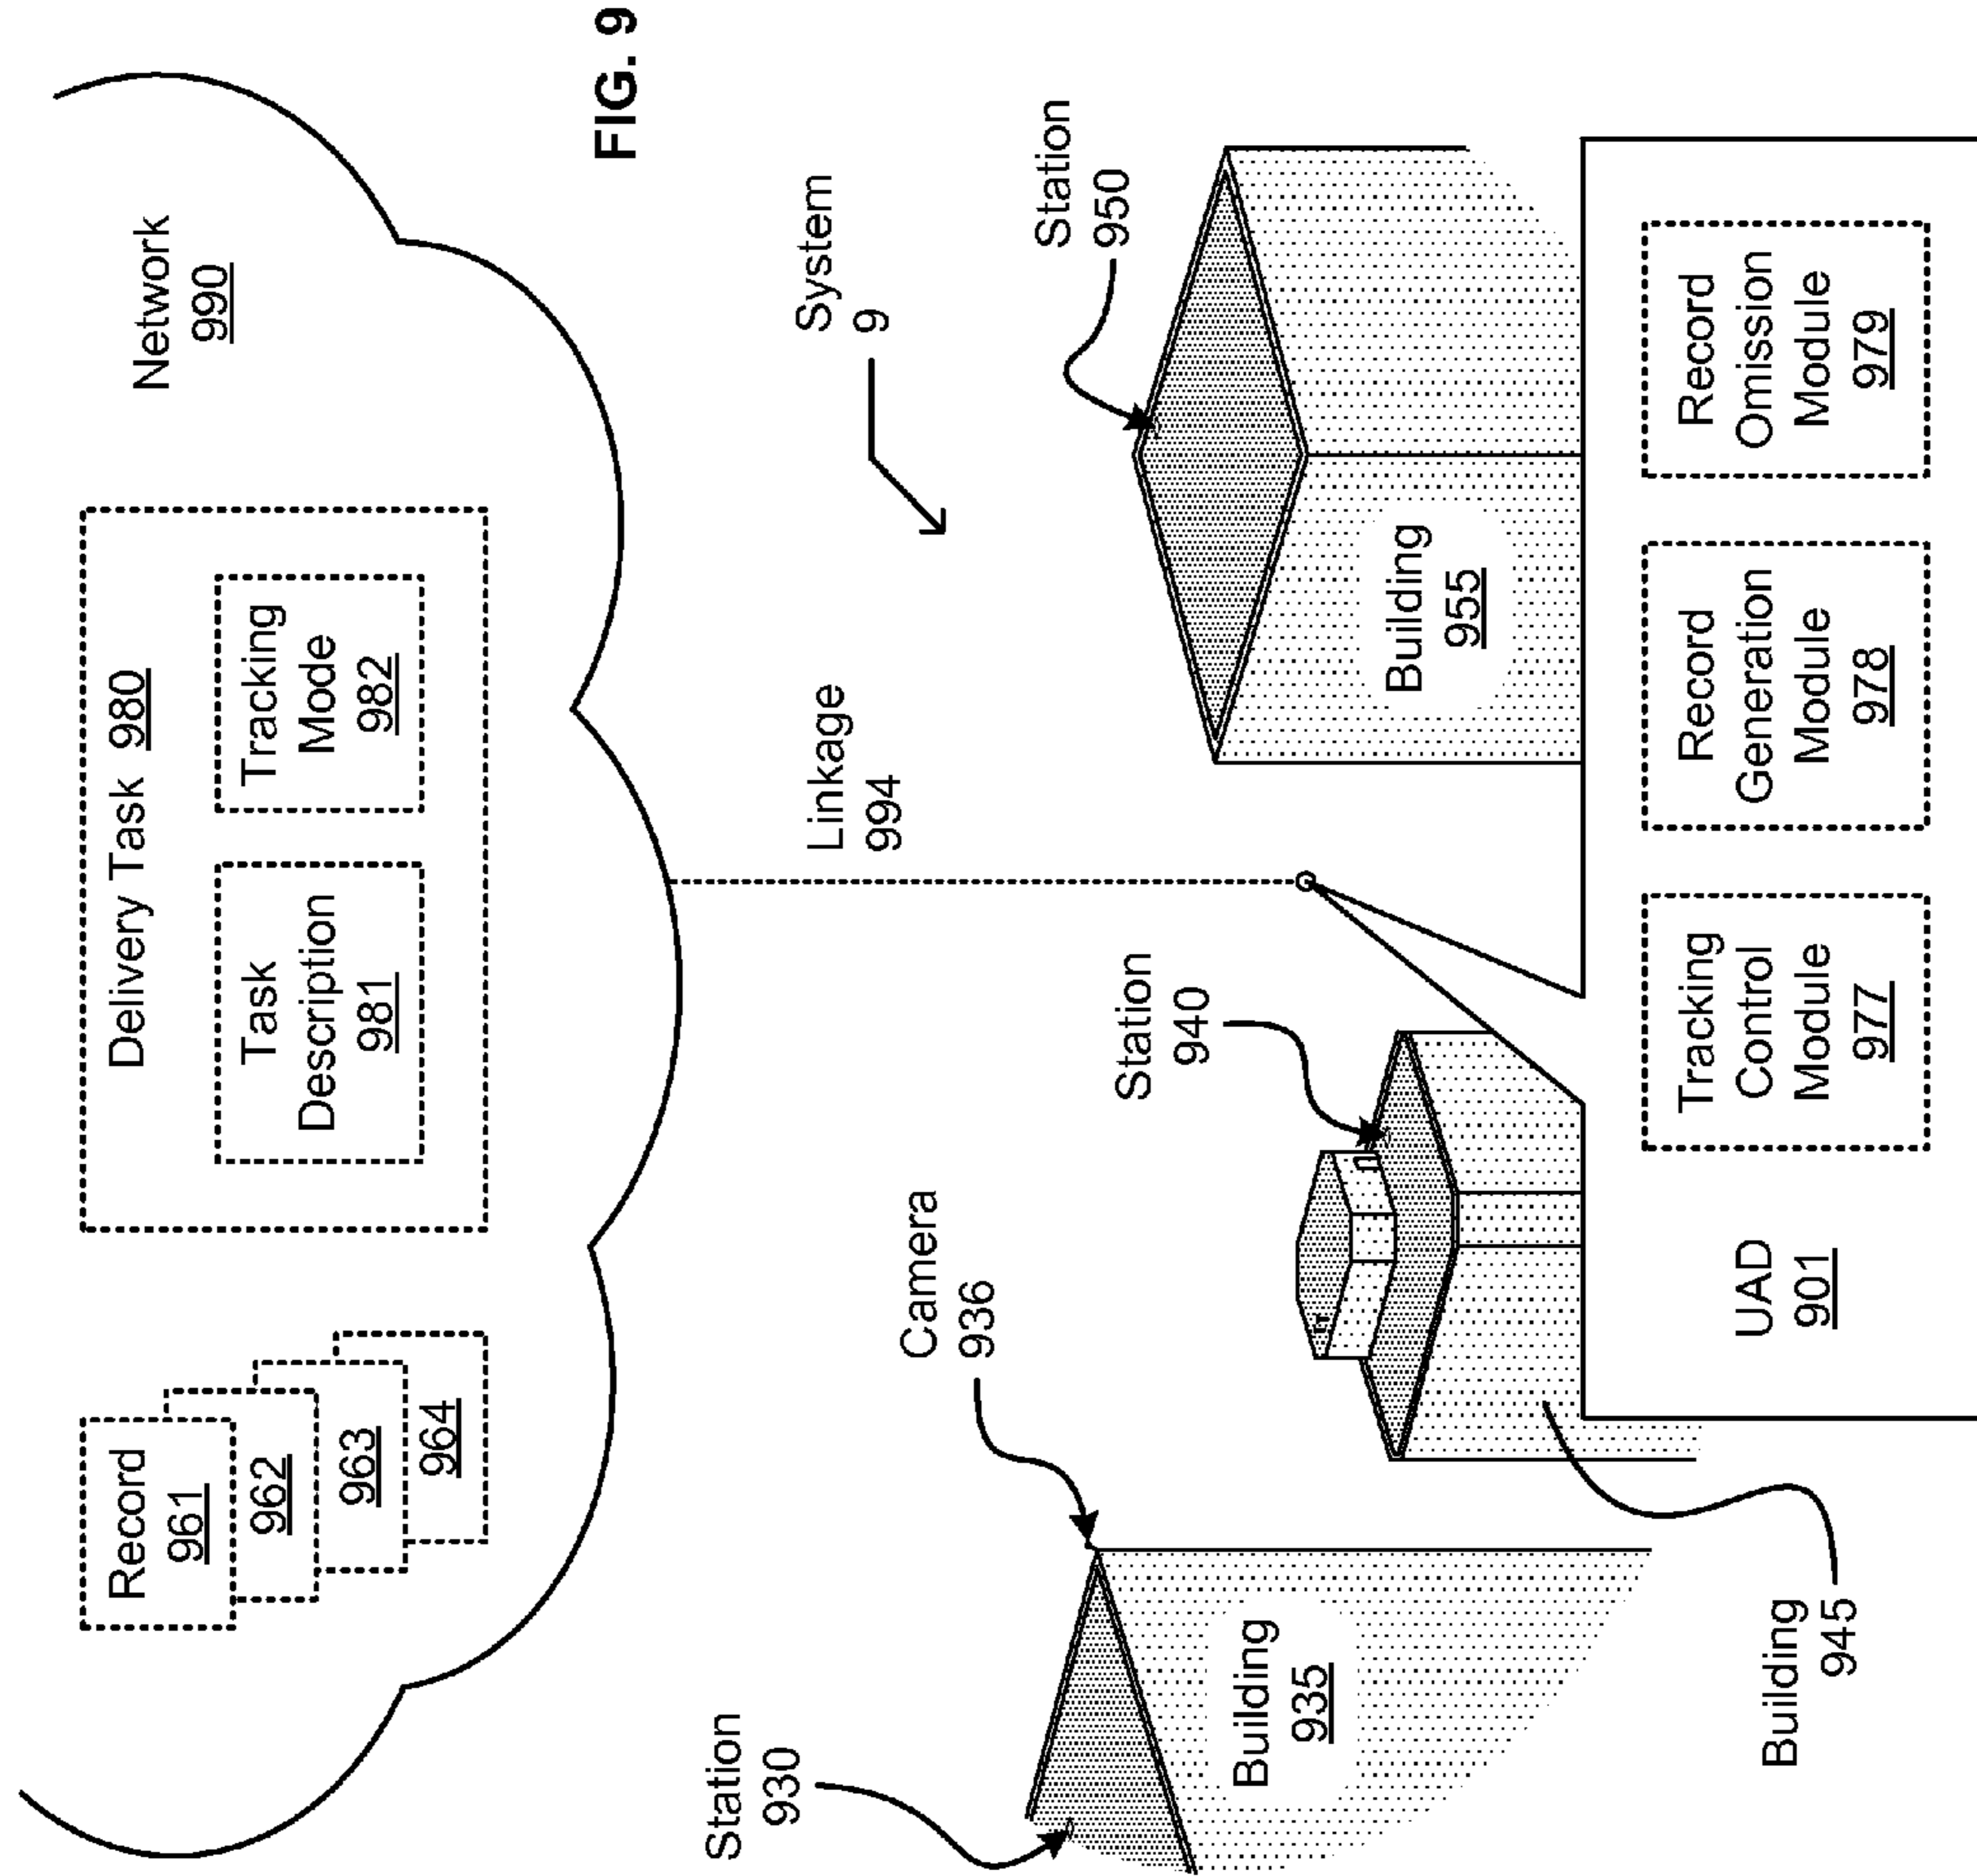 Record
961
962
963
964
Delivery Task 980
Task
Description
981
Tracking
Mode
982
Network
990
FIG. 9
Station
930
Camera
936
Linkage
994
System
9
Station
940
Station
950
Building
935
Building
955
Building
945
UAD
901
Tracking
Control
Module
977
Record
Generation
Module
978
Record
Omission
Module
979